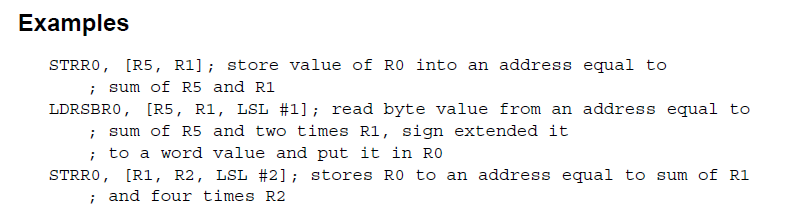 Examples
STRR0, [R5, R1]; store value of R0 into an address equal to
; sum of R5 and R1
LDRSBR0, [R5, R1, LSL #1]; read byte value from an address equal to
; sum of R5 and two times R1, sign extended it
; to a word value and put it in R0
STRR0, [R1, R2, LSL #2]; stores R0 to an address equal to sum of R1
; and four times R2